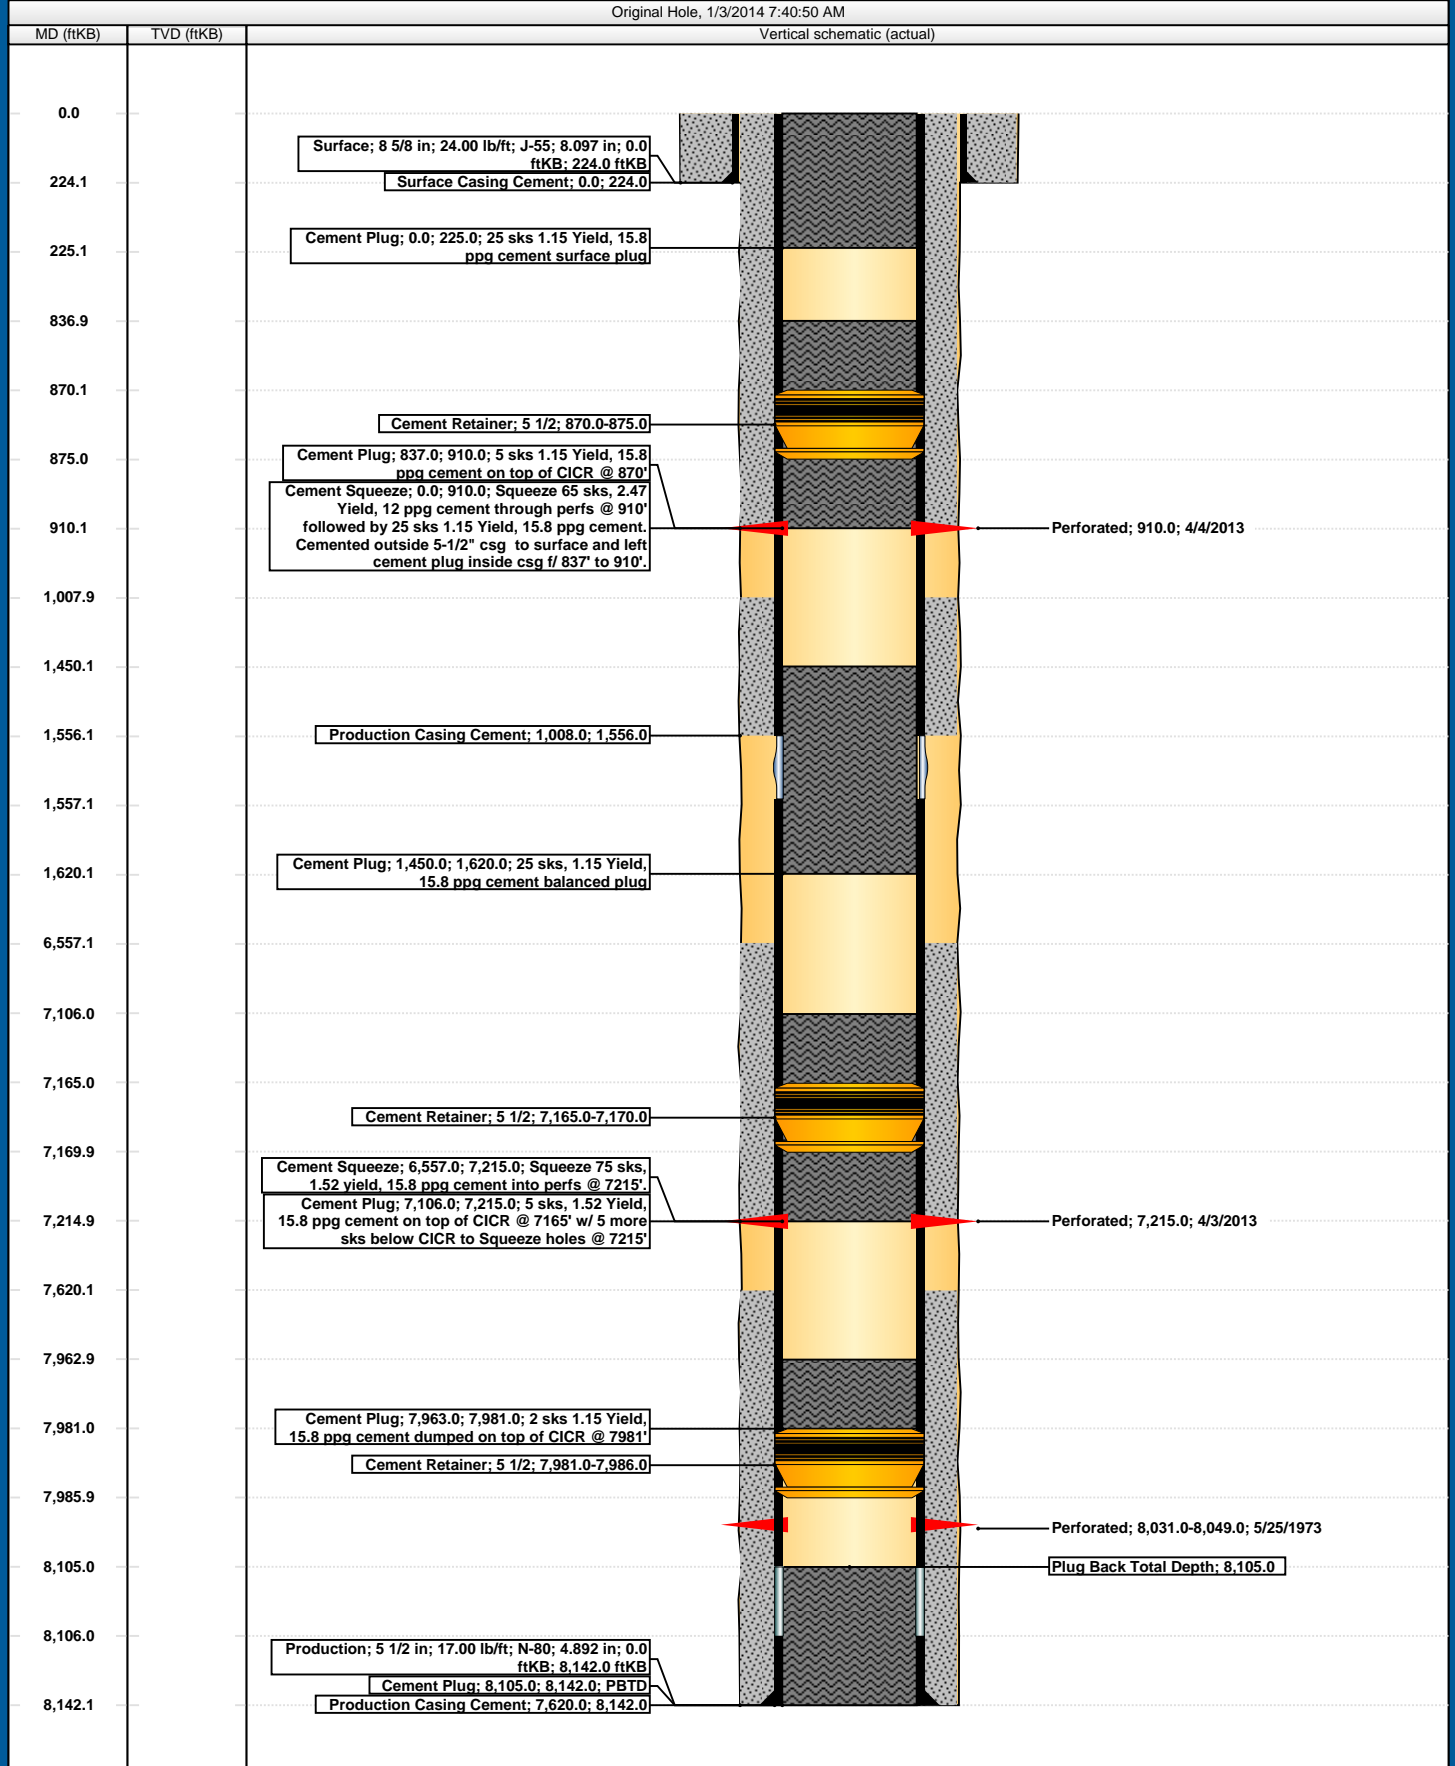 Original Hole, 1/3/2014 7:40:50 AM
MD (ftKB)
TVD (ftKB)
Vertical schematic (actual)
0.0
Surface; 8 5/8 in; 24.00 lb/ft; J-55; 8.097 in; 0.0
ftKB; 224.0 ftKB
224.1
Surface Casing Cement; 0.0; 224.0
Cement Plug; 0.0; 225.0; 25 sks 1.15 Yield, 15.8
ppg cement surface plug
225.1
836.9
870.1
Cement Retainer; 5 1/2; 870.0-875.0
875.0
Cement Plug; 837.0; 910.0; 5 sks 1.15 Yield, 15.8
ppg cement on top of CICR @ 870'
Cement Squeeze; 0.0; 910.0; Squeeze 65 sks, 2.47
Yield, 12 ppg cement through perfs @ 910'
followed by 25 sks 1.15 Yield, 15.8 ppg cement.
Cemented outside 5-1/2" csg  to surface and left
cement plug inside csg f/ 837' to 910'.
910.1
Perforated; 910.0; 4/4/2013
1,007.9
1,450.1
1,556.1
Production Casing Cement; 1,008.0; 1,556.0
1,557.1
Cement Plug; 1,450.0; 1,620.0; 25 sks, 1.15 Yield,
15.8 ppg cement balanced plug
1,620.1
6,557.1
7,106.0
7,165.0
Cement Retainer; 5 1/2; 7,165.0-7,170.0
7,169.9
Cement Squeeze; 6,557.0; 7,215.0; Squeeze 75 sks,
1.52 yield, 15.8 ppg cement into perfs @ 7215'.
Cement Plug; 7,106.0; 7,215.0; 5 sks, 1.52 Yield,
15.8 ppg cement on top of CICR @ 7165' w/ 5 more
sks below CICR to Squeeze holes @ 7215'
7,214.9
Perforated; 7,215.0; 4/3/2013
7,620.1
7,962.9
Cement Plug; 7,963.0; 7,981.0; 2 sks 1.15 Yield,
15.8 ppg cement dumped on top of CICR @ 7981'
7,981.0
Cement Retainer; 5 1/2; 7,981.0-7,986.0
7,985.9
Perforated; 8,031.0-8,049.0; 5/25/1973
8,105.0
Plug Back Total Depth; 8,105.0
8,106.0
Production; 5 1/2 in; 17.00 lb/ft; N-80; 4.892 in; 0.0
ftKB; 8,142.0 ftKB
Cement Plug; 8,105.0; 8,142.0; PBTD
8,142.1
Production Casing Cement; 7,620.0; 8,142.0